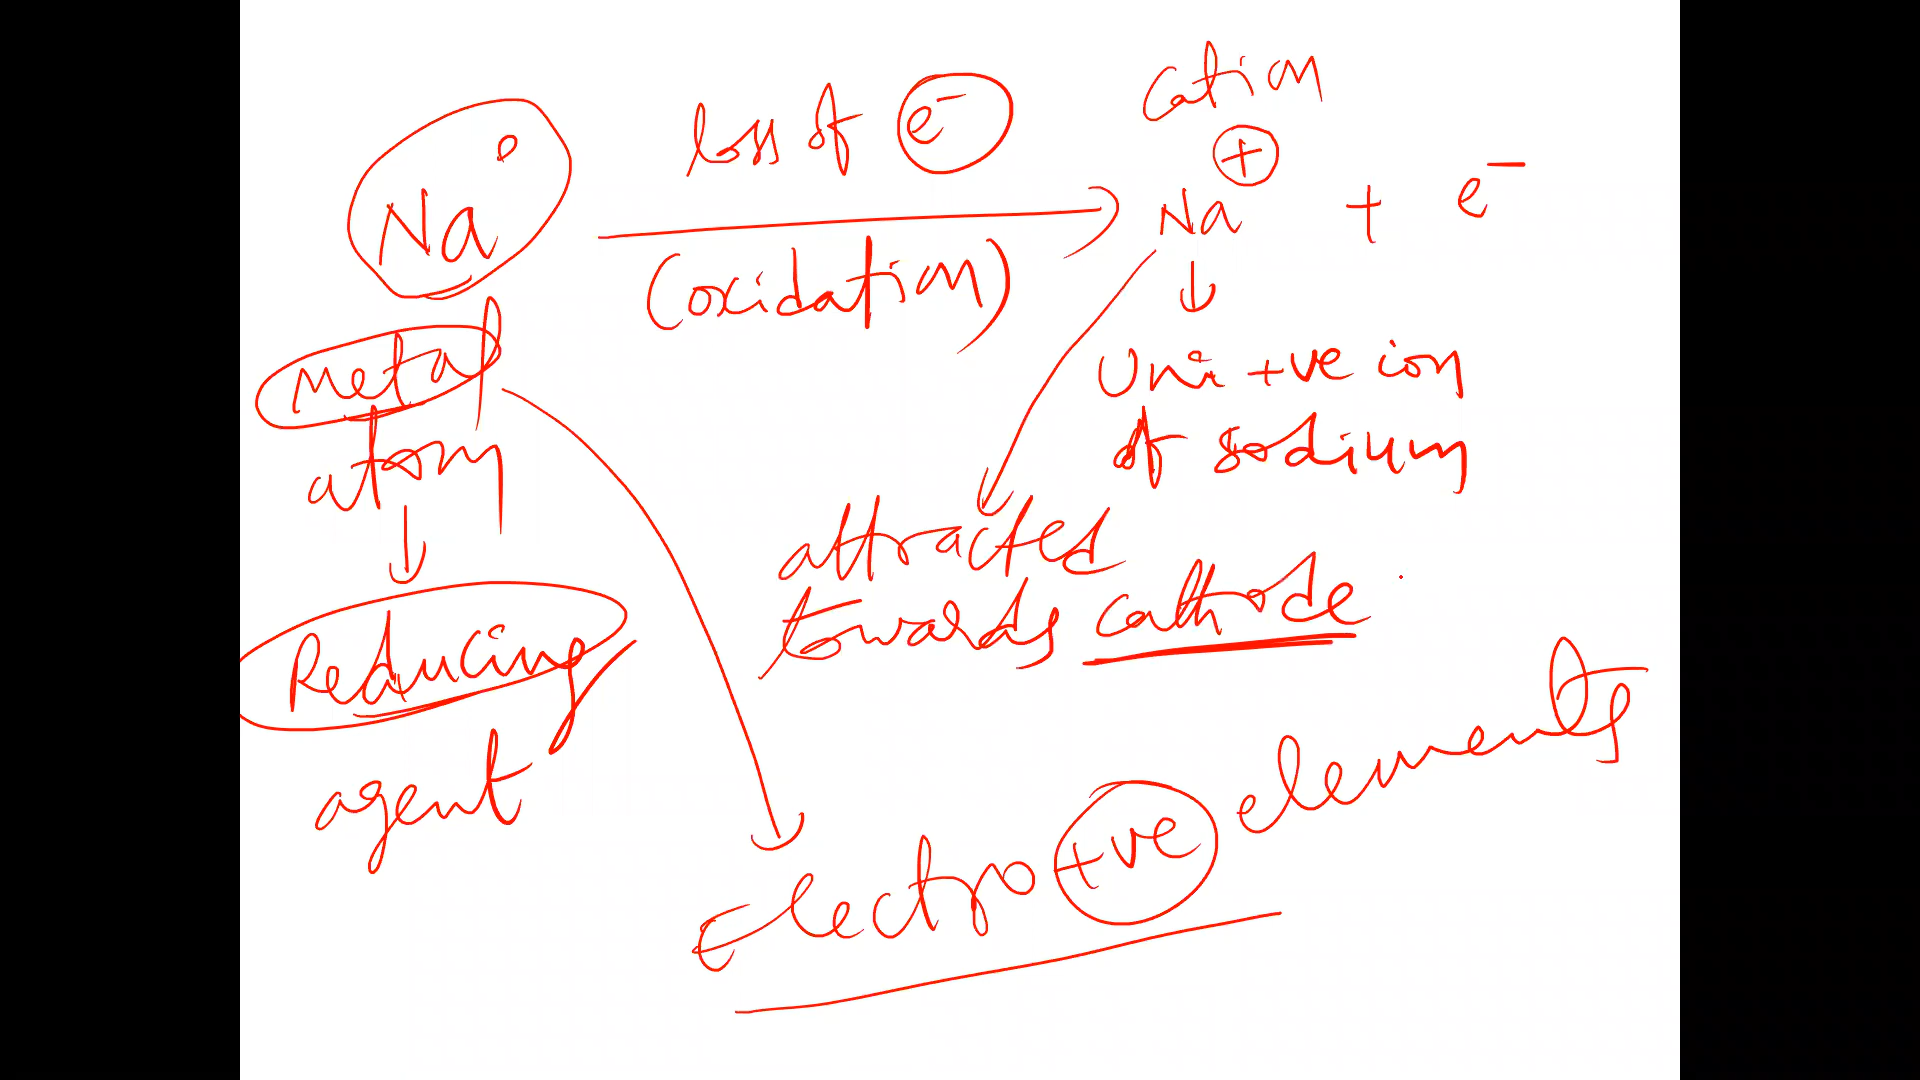 cation
loss of e⁻
Na° → Na⁺ + e⁻
(oxidation)
Metal
atom
↓
Reducing
agent
↓
Uni +ve ion
of sodium
attracted
towards cathode
electro +ve elements